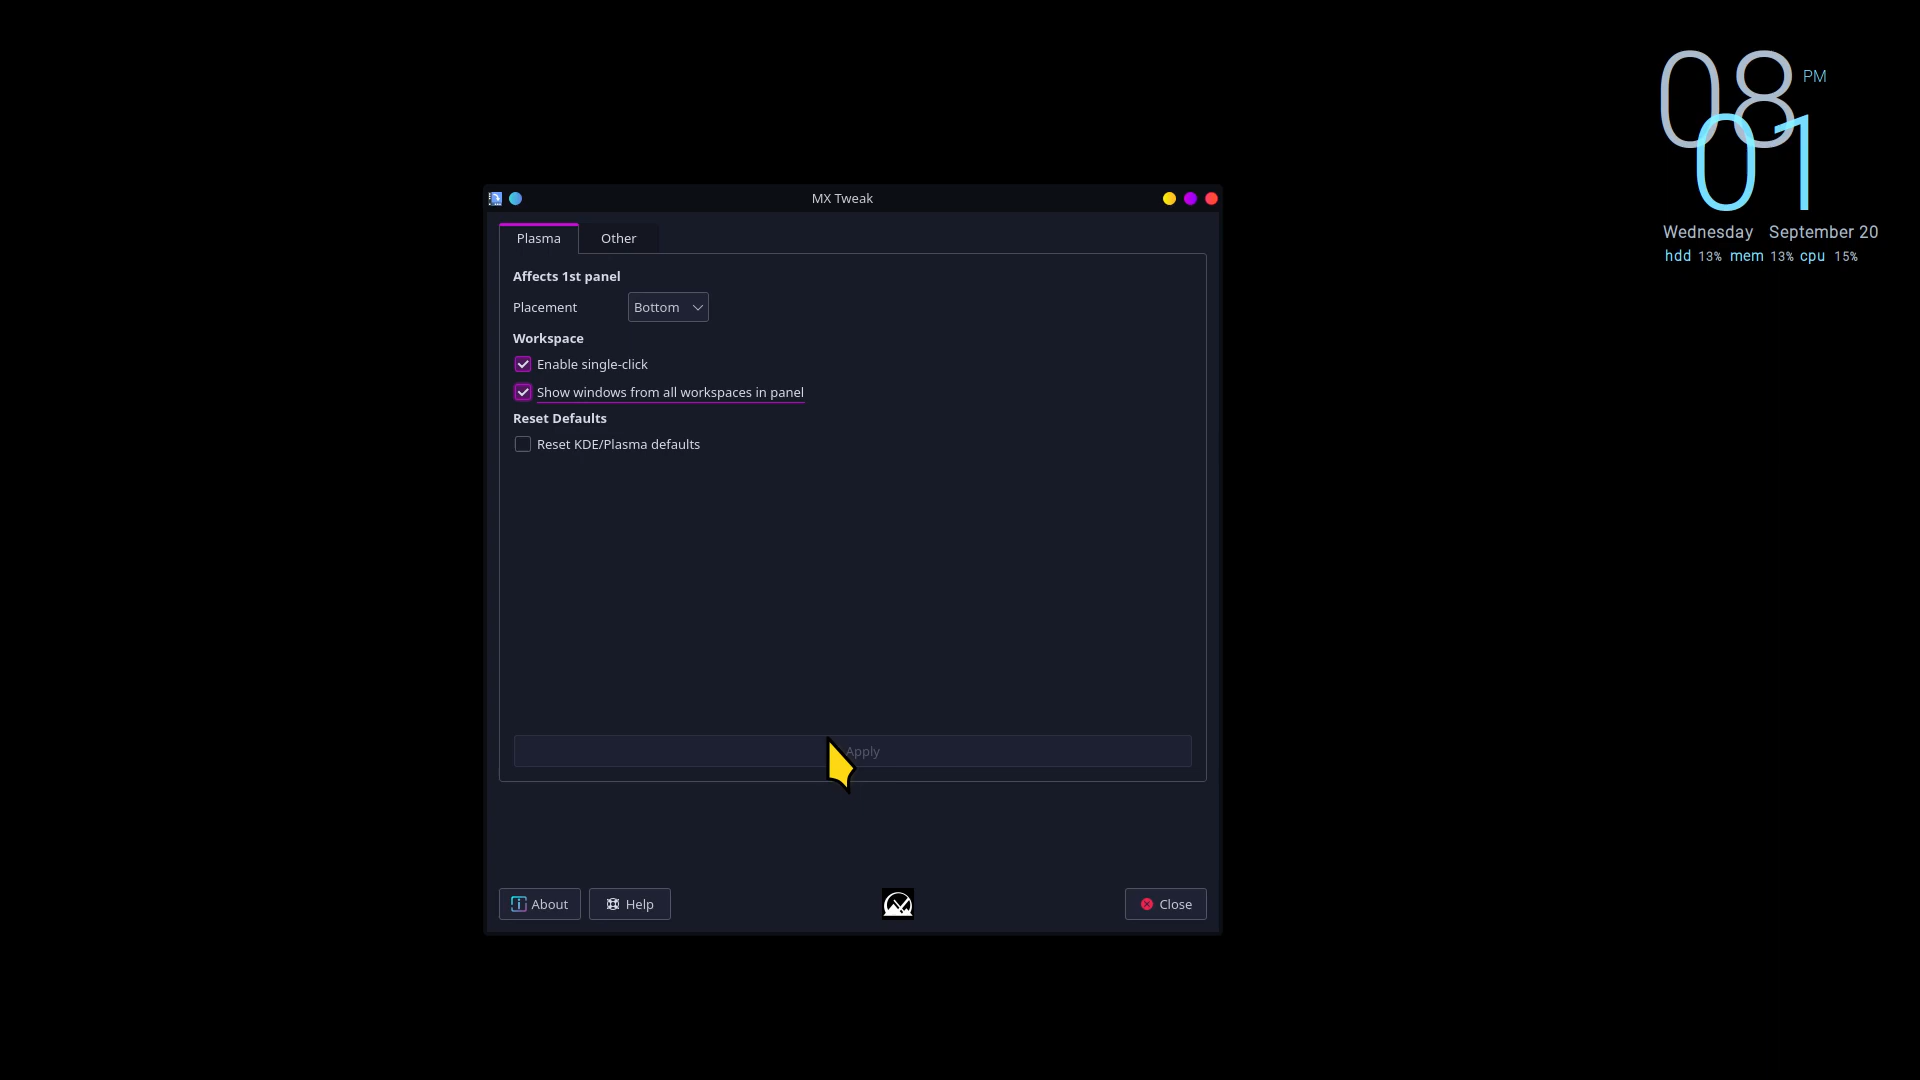 08 PM
01
Wednesday September 20
hdd 13% mem 13% cpu 15%
MX Tweak
Plasma Other
Affects 1st panel
Placement Bottom
Workspace
Enable single-click
Show windows from all workspaces in panel
Reset Defaults
Reset KDE/Plasma defaults
Apply
About Help Close